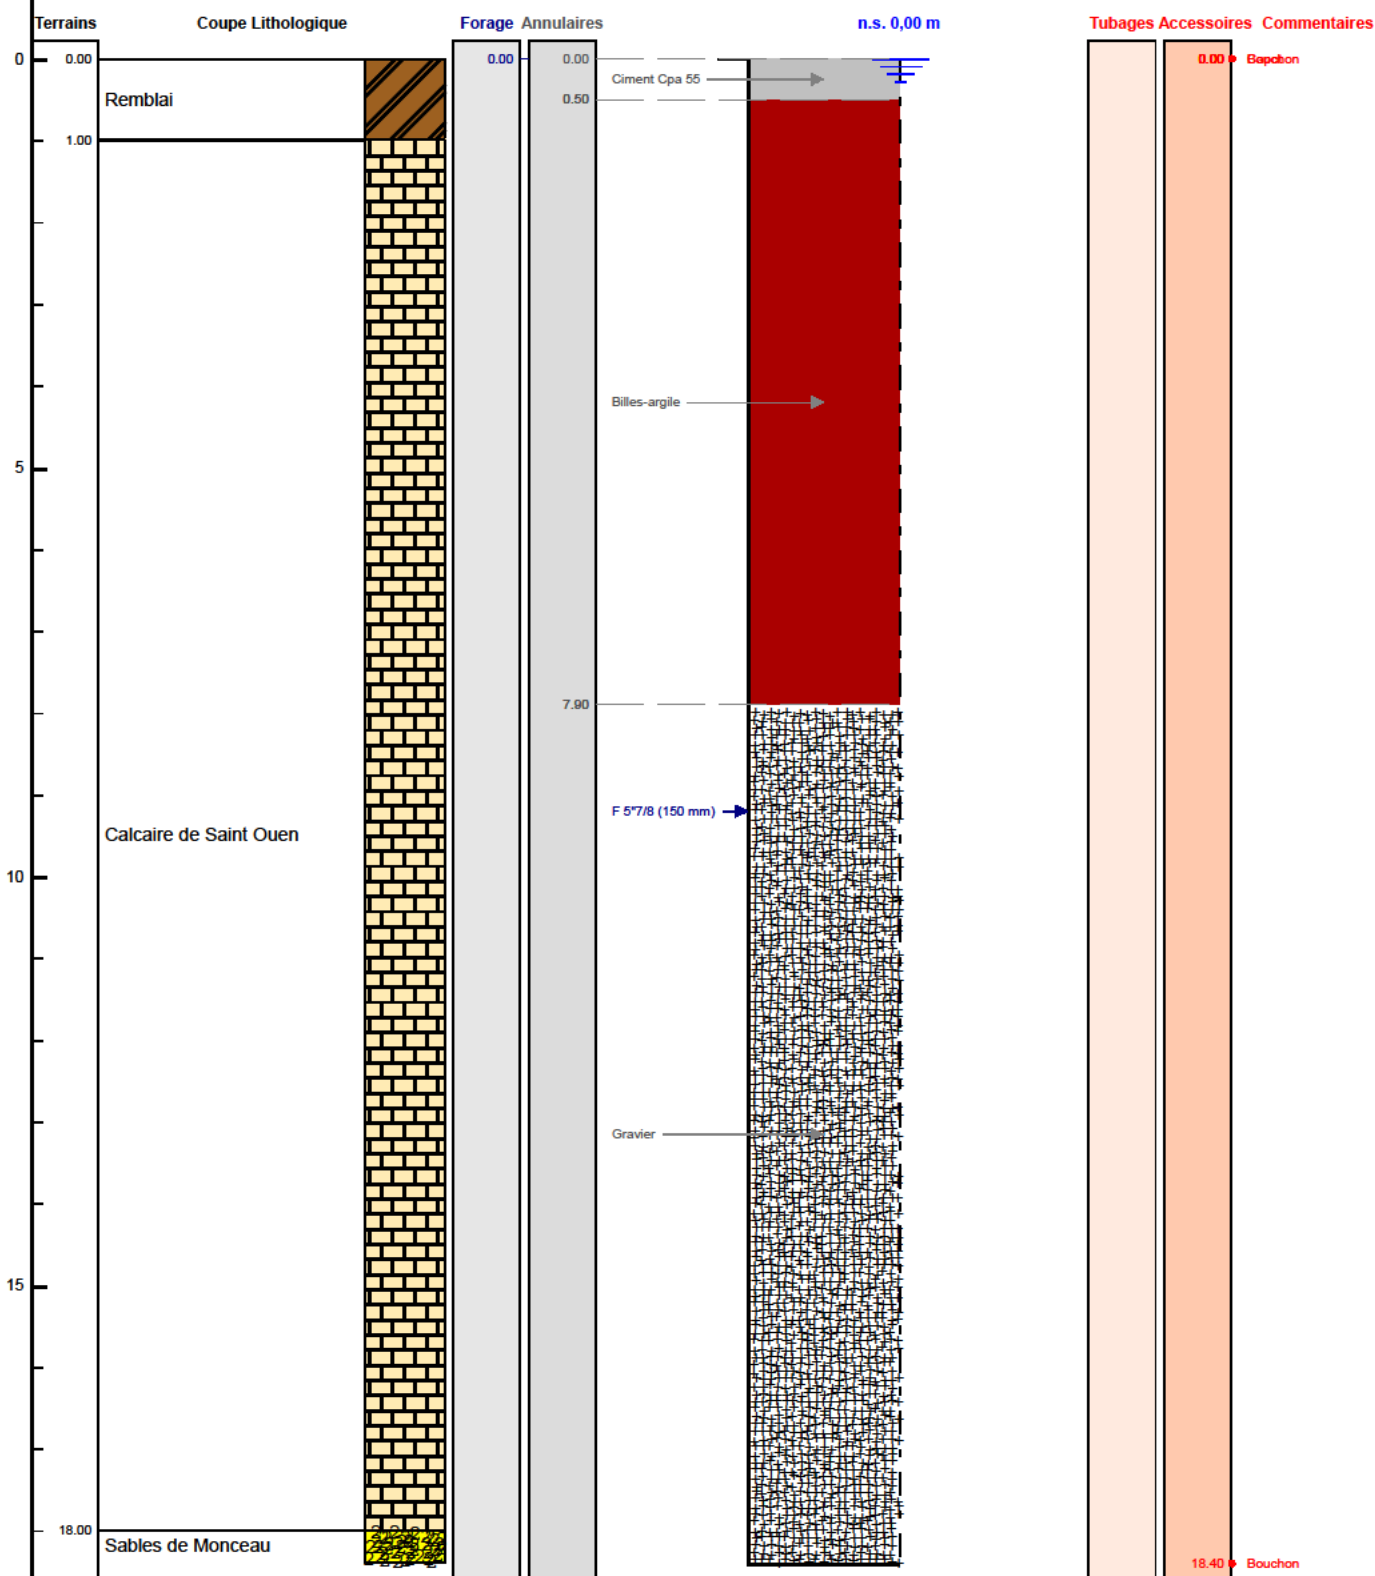 Terrains Coupe Lithologique Forage Annulaires n.s. 0,00 m Tubages Accessoires Commentaires
0 0.00 0.00 0.00 0.00
Ciment Cpa 55
0.50
Remblai
1.00
Billes-argile
5
7.90
F 5"7/8 (150 mm)
Calcaire de Saint Ouen
10
Gravier
15
18.00
Sables de Monceau
18.40 Bouchon